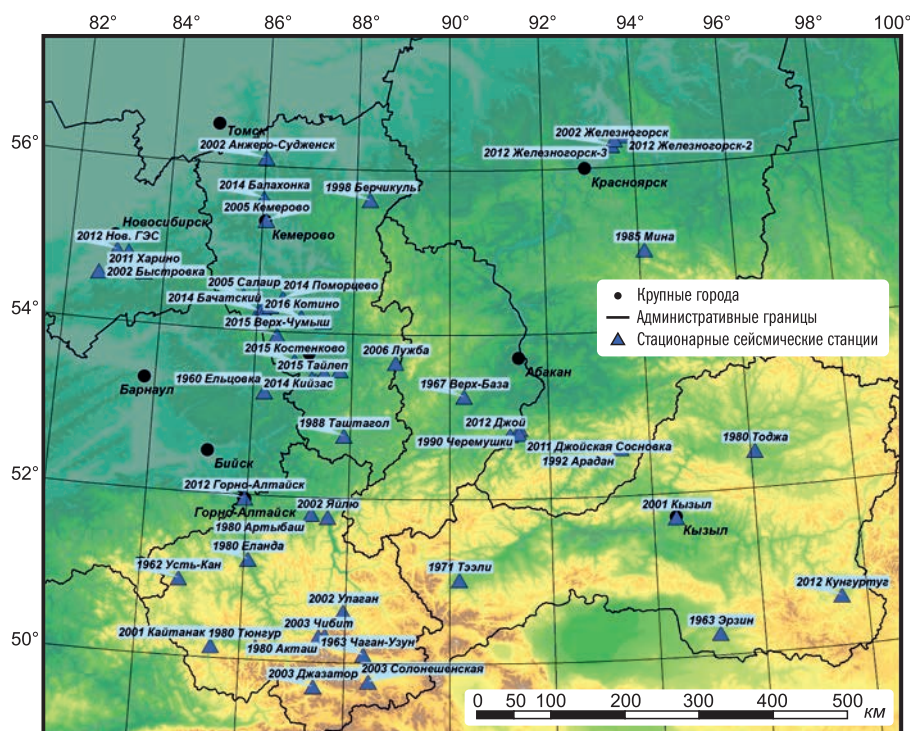 82° 84° 86° 88° 90° 92° 94° 96° 98° 100°
56°
54°
52°
50°
Томск
2002 Анжеро-Судженск
2002 Железногорск
2012 Железногорск-3
2012 Железногорск-2
Красноярск
2014 Балахонка
1998 Берчикуль
2005 Кемерово
Кемерово
Новосибирск
2012 Нов. ГЭС
2011 Харино
2002 Быстровка
1985 Мина
2005 Салаир
2014 Поморцево
2014 Бачатский
2016 Котино
2015 Верх-Чумыш
2015 Костенково
2006 Лужба
2015 Тайлеп
1960 Ельцовка
2014 Кийзас
Барнаул
Абакан
1967 Верх-База
Крупные города
Административные границы
Стационарные сейсмические станции
1988 Таштагол
2012 Джой
1990 Черемушки
2011 Джойская Сосновка
1992 Арадан
1980 Тоджа
Бийск
2012 Горно-Алтайск
Горно-Алтайск
2002 Яйлю
1980 Артыбаш
2001 Кызыл
Кызыл
1980 Еланда
1962 Усть-Кан
1971 Тээли
2012 Кунгуртуг
2002 Улаган
2003 Чибит
2001 Кайтанак
1980 Тюнгур
1963 Чаган-Узун
1980 Акташ
1963 Эрзин
2003 Джазатор
2003 Солонешенская
0 50 100 200 300 400 500
км